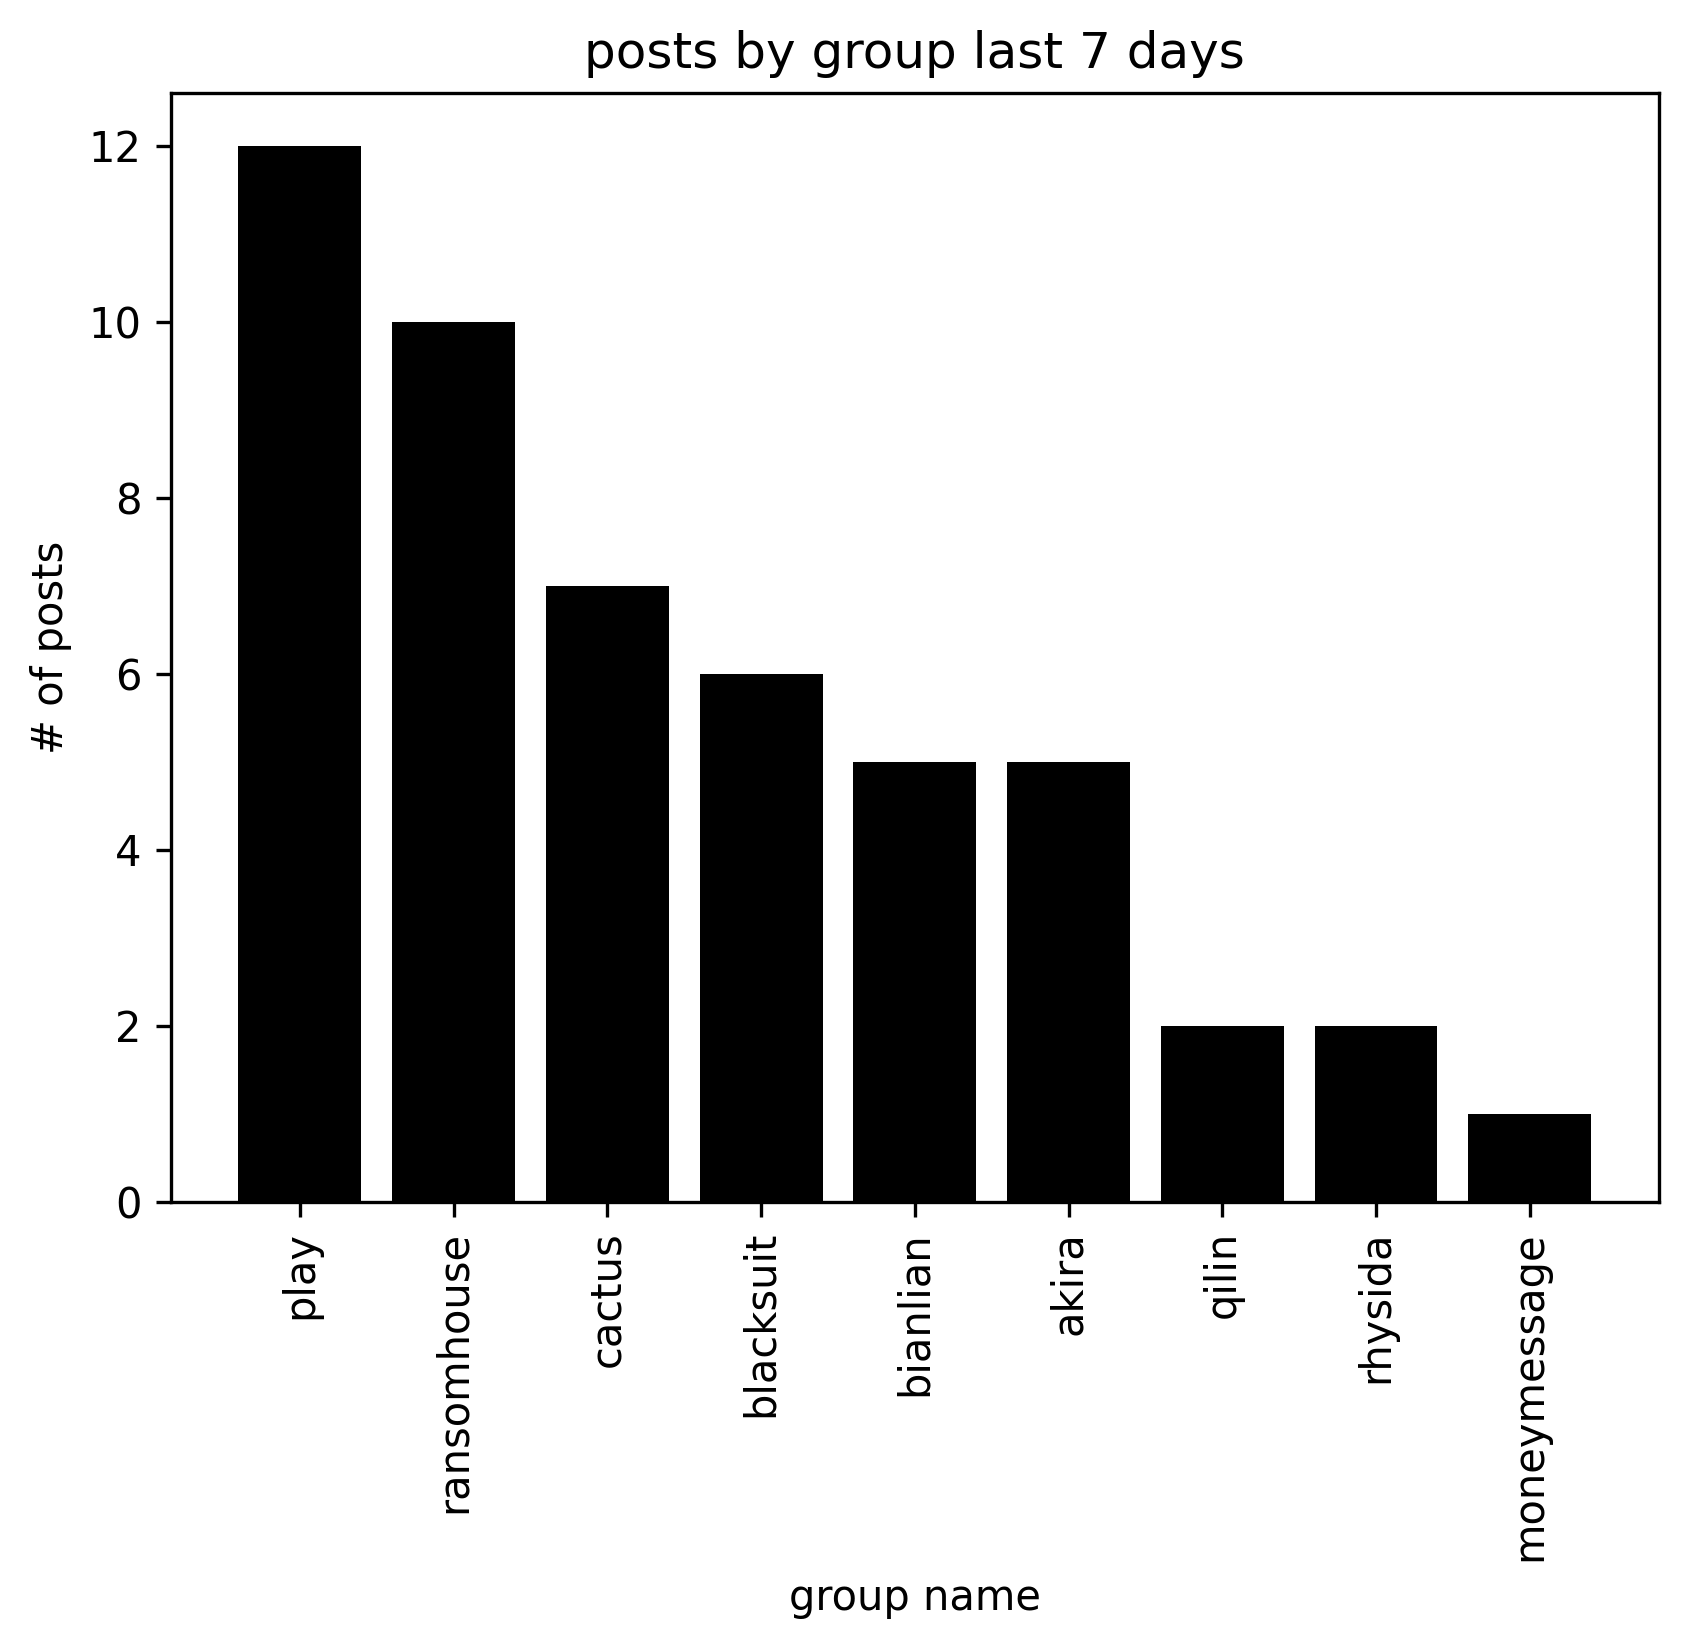 posts by group last 7 days
12
10
8
6
4
2
0
# of posts
play
ransomhouse
cactus
blacksuit
bianlian
akira
qilin
rhysida
moneymessage
group name